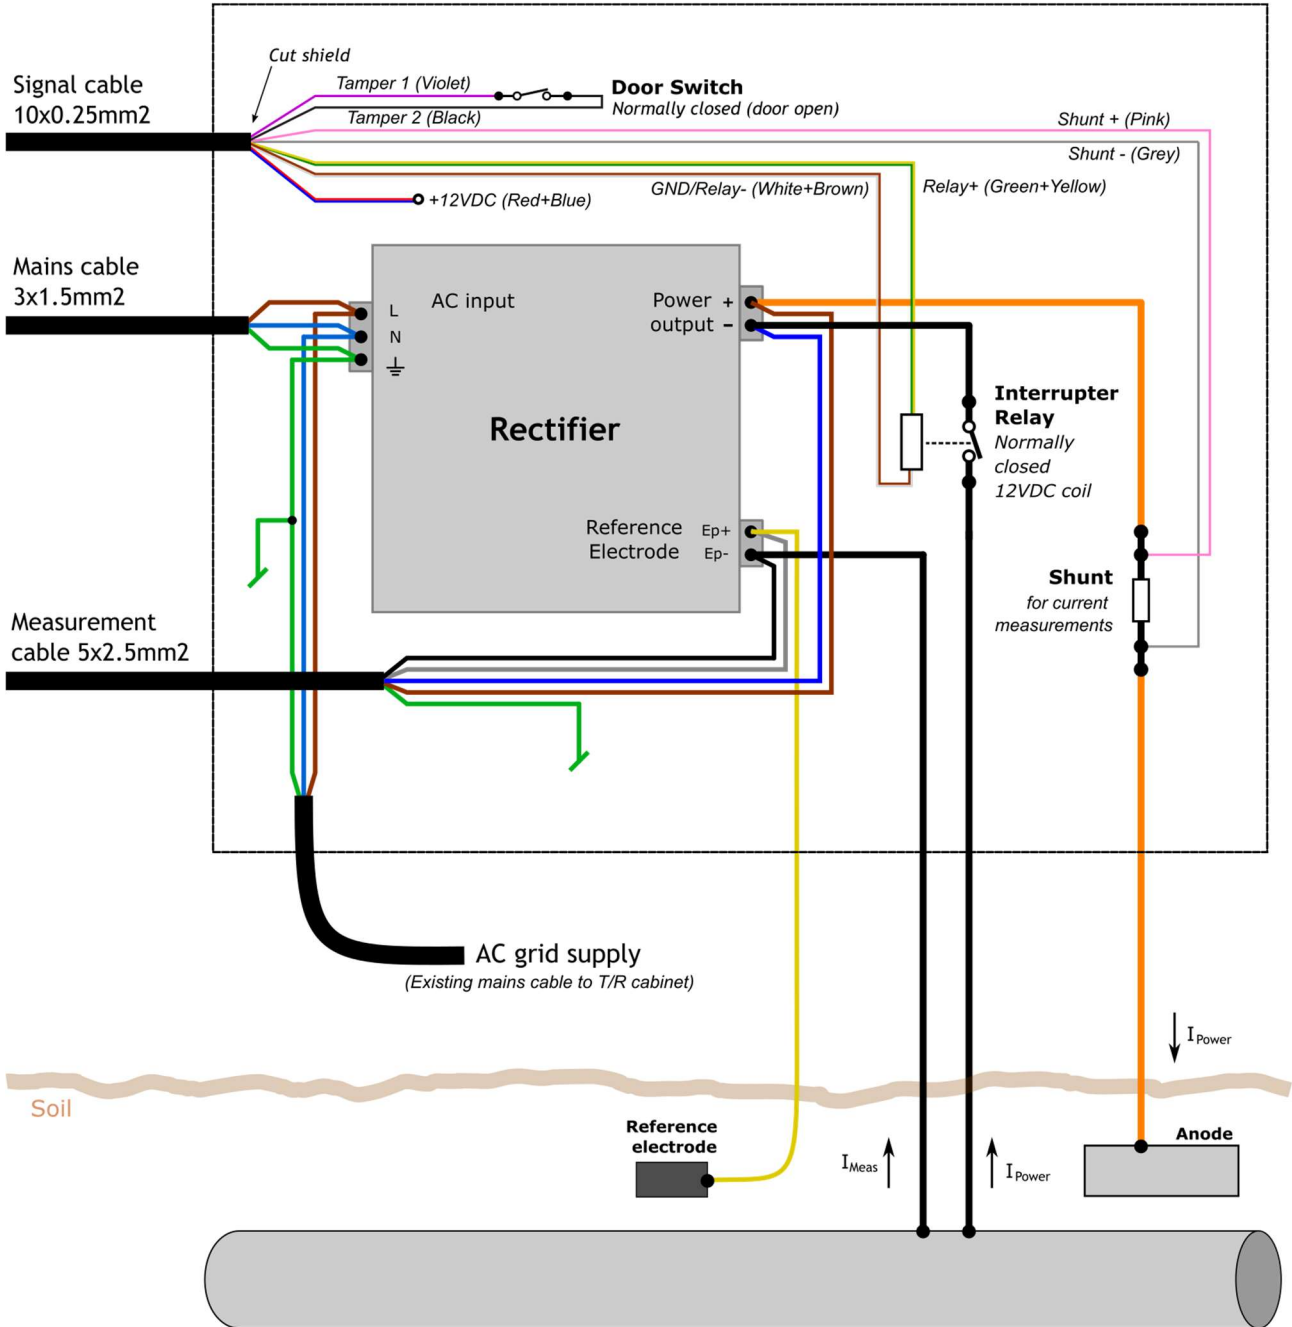 Cut shield
Signal cable
10x0.25mm2
Tamper 1 (Violet)
Door Switch
Normally closed (door open)
Tamper 2 (Black)
Shunt + (Pink)
Shunt - (Grey)
GND/Relay- (White+Brown)
Relay+ (Green+Yellow)
+12VDC (Red+Blue)
Mains cable
3x1.5mm2
L
AC input
N
Power +
output -
Rectifier
Interrupter
Relay
Normally
closed
12VDC coil
Reference
Electrode
Ep+
Ep-
Shunt
for current
measurements
Measurement
cable 5x2.5mm2
AC grid supply
(Existing mains cable to T/R cabinet)
I Power
Soil
Reference
electrode
I Meas
I Power
Anode